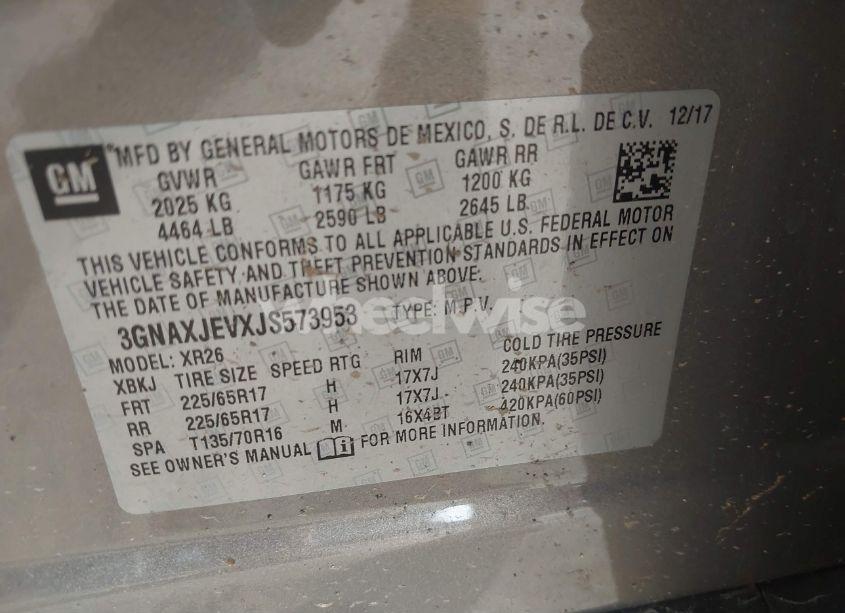 GM
MFD BY GENERAL MOTORS DE MEXICO, S. DE R.L. DE C.V. 12/17
GVWR GAWR FRT GAWR RR
2025 KG 1175 KG 1200 KG
4464 LB 2590 LB 2645 LB
THIS VEHICLE CONFORMS TO ALL APPLICABLE U.S. FEDERAL MOTOR
VEHICLE SAFETY AND THEFT PREVENTION STANDARDS IN EFFECT ON
THE DATE OF MANUFACTURE SHOWN ABOVE.
wheelwise
3GNAXJEVXJS573953 TYPE: M.P.V.
MODEL: XR26
XBKJ TIRE SIZE SPEED RTG RIM COLD TIRE PRESSURE
FRT 225/65R17 H 17X7J 240KPA(35PSI)
RR 225/65R17 H 17X7J 240KPA(35PSI)
SPA T135/70R16 M 16X4BT 420KPA(60PSI)
SEE OWNER'S MANUAL FOR MORE INFORMATION.
wheelwise